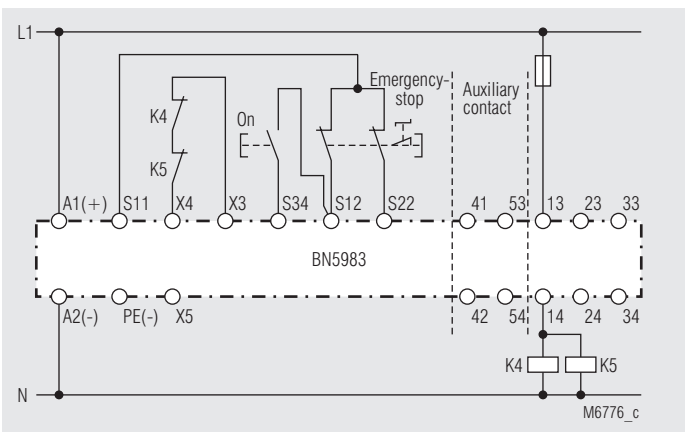 L1
Emergency-
stop
Auxiliary
contact
K4
On
K5
A1(+) S11 X4 X3 S34 S12 S22 41 53 13 23 33
BN5983
A2(-) PE(-) X5 42 54 14 24 34
K4 K5
N
M6776_c